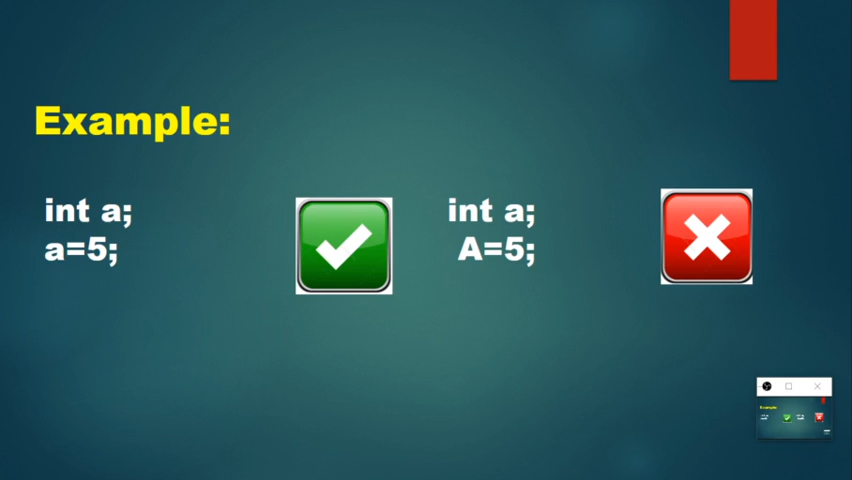 Example:
int a;
a=5;
int a;
A=5;